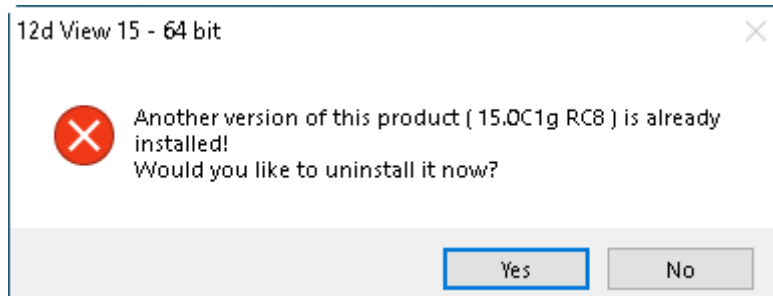 12d View 15 - 64 bit
Another version of this product ( 15.0C1g RC8 ) is already
installed!
Would you like to uninstall it now?
Yes
No